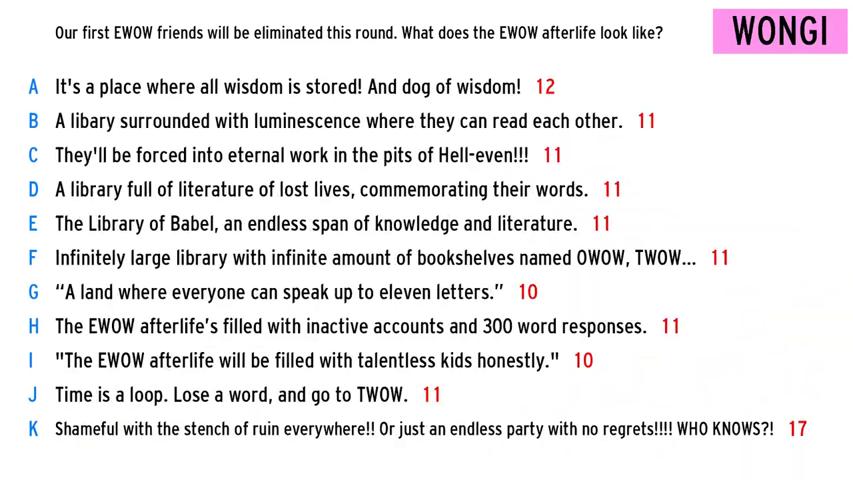 Our first EWOW friends will be eliminated this round. What does the EWOW afterlife look like?
WONGI
A It's a place where all wisdom is stored! And dog of wisdom! 12
B A libary surrounded with luminescence where they can read each other. 11
C They'll be forced into eternal work in the pits of Hell-even!!! 11
D A library full of literature of lost lives, commemorating their words. 11
E The Library of Babel, an endless span of knowledge and literature. 11
F Infinitely large library with infinite amount of bookshelves named OWOW, TWOW... 11
G “A land where everyone can speak up to eleven letters.” 10
H The EWOW afterlife’s filled with inactive accounts and 300 word responses. 11
I "The EWOW afterlife will be filled with talentless kids honestly." 10
J Time is a loop. Lose a word, and go to TWOW. 11
K Shameful with the stench of ruin everywhere!! Or just an endless party with no regrets!!!! WHO KNOWS?! 17